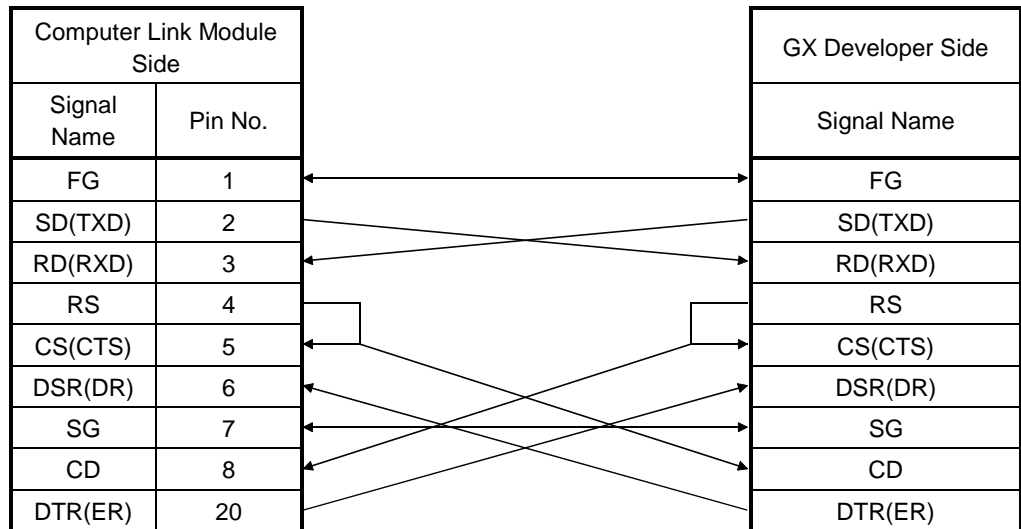 Computer Link Module
Side
GX Developer Side
Signal
Name
Pin No.
Signal Name
FG 1 FG
SD(TXD) 2 SD(TXD)
RD(RXD) 3 RD(RXD)
RS 4 RS
CS(CTS) 5 CS(CTS)
DSR(DR) 6 DSR(DR)
SG 7 SG
CD 8 CD
DTR(ER) 20 DTR(ER)